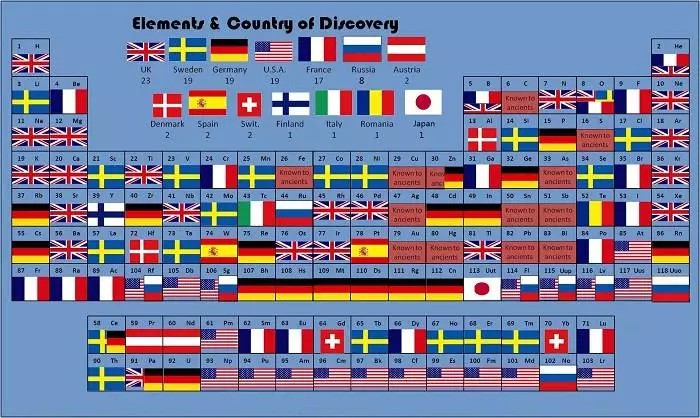 Elements & Country of Discovery
UK Sweden Germany U.S.A. France Russia Austria
23 19 19 19 17 8 2
Denmark Spain Swit. Finland Italy Romania Japan
2 2 2 1 1 1 1
1 H 2 He
3 Li 4 Be 5 B 6 C 7 N 8 O 9 F 10 Ne
Known to
ancients
11 Na 12 Mg 13 Al 14 Si 15 P 16 S 17 Cl 18 Ar
Known to
ancients
19 K 20 Ca 21 Sc 22 Ti 23 V 24 Cr 25 Mn 26 Fe 27 Co 28 Ni 29 Cu 30 Zn 31 Ga 32 Ge 33 As 34 Se 35 Br 36 Kr
Known to Known to Kno Known to
ancients ancients anci ancients
37 Rb 38 Sr 39 Y 40 Zr 41 Nb 42 Mo 43 Tc 44 Ru 45 Rh 46 Pd 47 Ag 48 Cd 49 In 50 Sn 51 Sb 52 Te 53 I 54 Xe
Known to Known to Known to
ancients ancients ancients
55 Cs 56 Ba 57 La 72 Hf 73 Ta 74 W 75 Re 76 Os 77 Ir 78 Pt 79 Au 80 Hg 81 Tl 82 Pb 83 Bi 84 Po 85 At 86 Rn
Known to Known to Known to Known to
ancients ancients ancients ancients
87 Fr 88 Ra 89 Ac 104 Rf 105 Db 106 Sg 107 Bh 108 Hs 109 Mt 110 Ds 111 Rg 112 Cn 113 Uut 114 Fl 115 Uup 116 Lv 117 Uus 118 Uuo
58 Ce 59 Pr 60 Nd 61 Pm 62 Sm 63 Eu 64 Gd 65 Tb 66 Dy 67 Ho 68 Er 69 Tm 70 Yb 71 Lu
90 Th 91 Pa 92 U 93 Np 94 Pu 95 Am 96 Cm 97 Bk 98 Cf 99 Es 100 Fm 101 Md 102 No 103 Lr